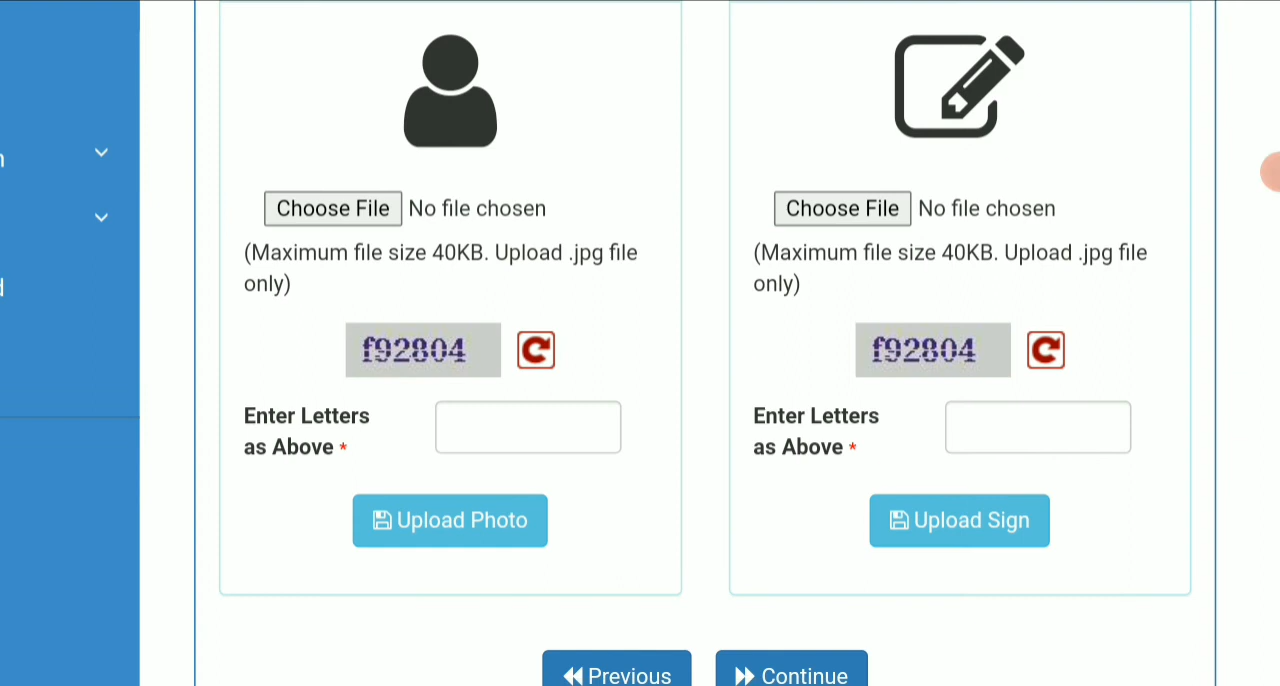 Choose File No file chosen
(Maximum file size 40KB. Upload .jpg file
only)
f92804
Enter Letters
as Above *
Upload Photo
Choose File No file chosen
(Maximum file size 40KB. Upload .jpg file
only)
f92804
Enter Letters
as Above *
Upload Sign
Previous
Continue